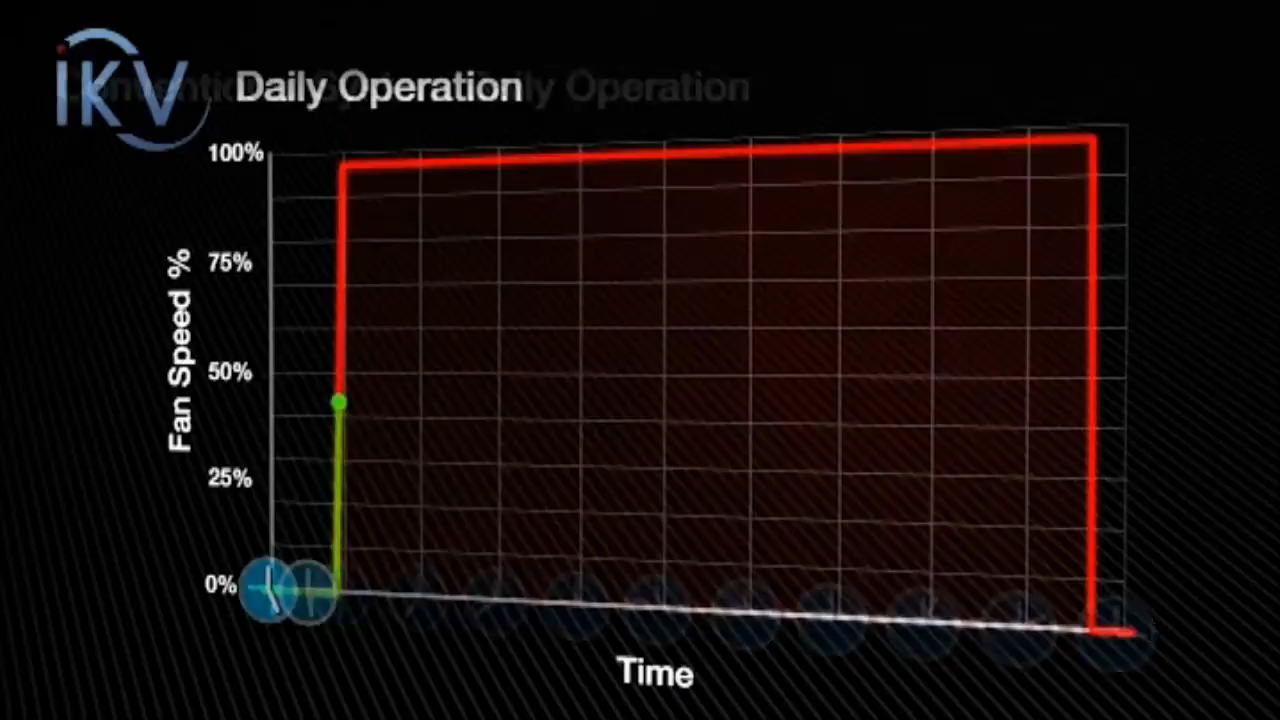 iKV
Daily Operation
100%
75%
50%
25%
0%
Fan Speed %
Time